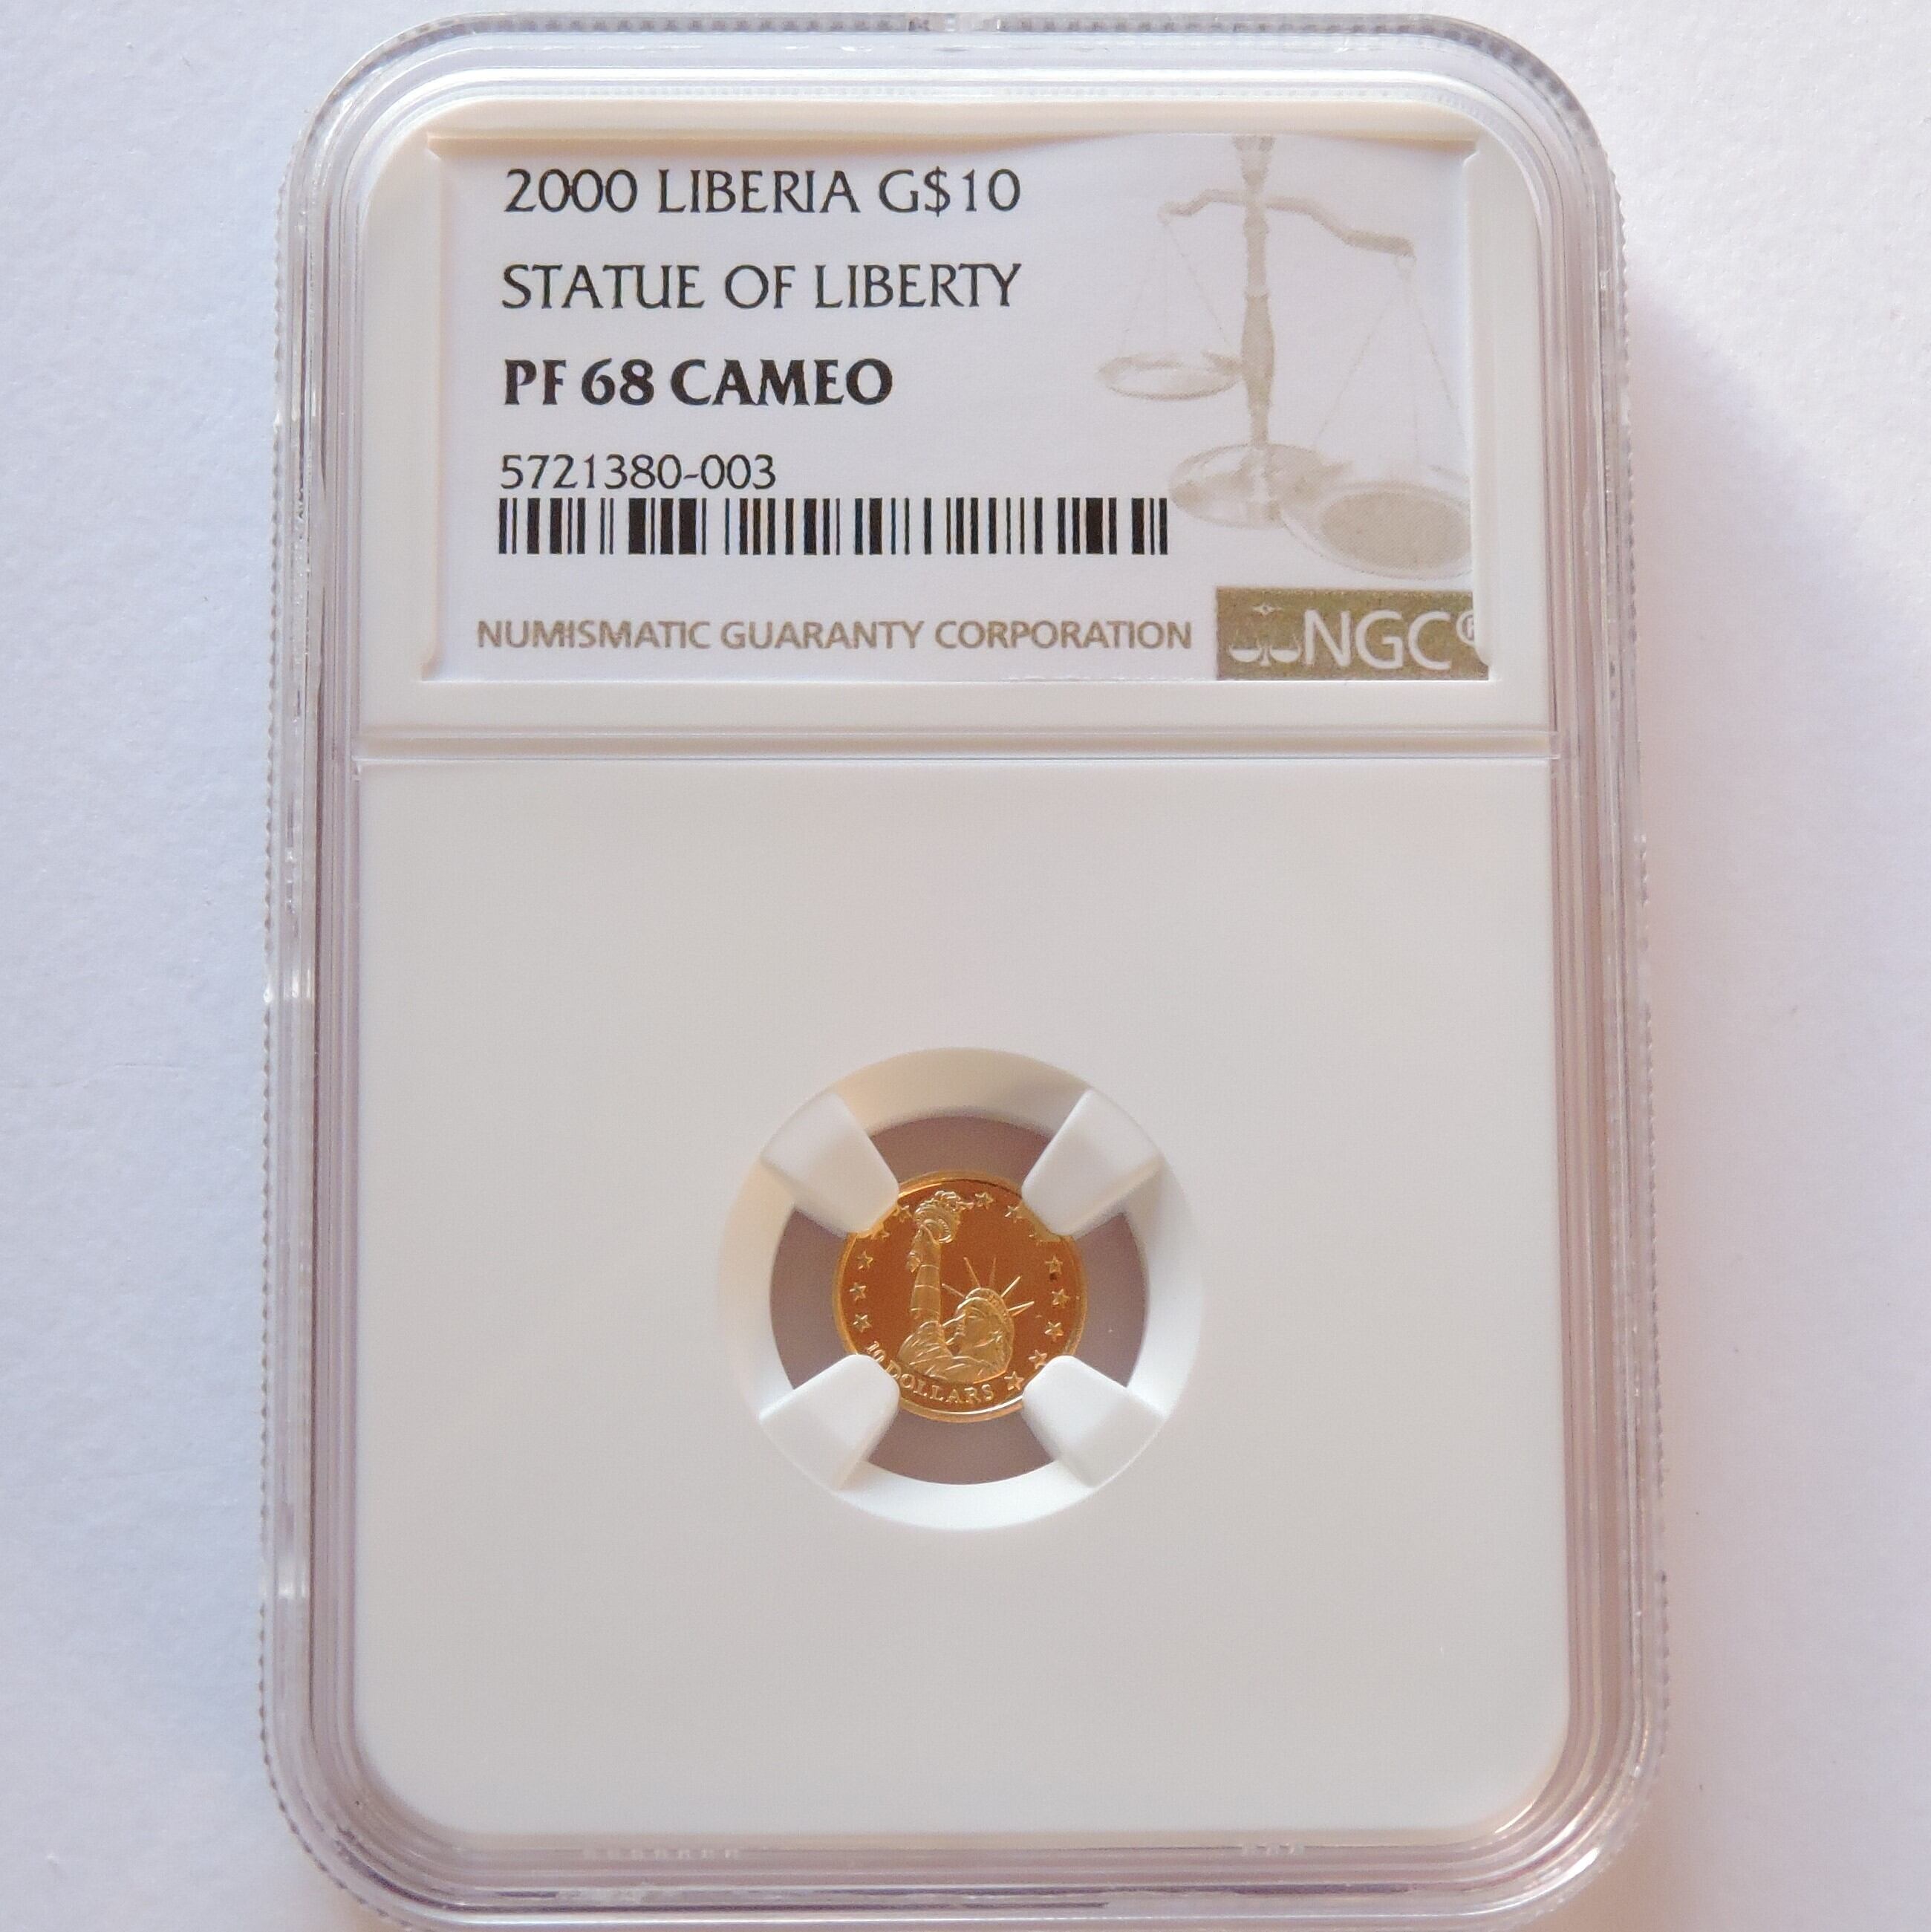 2000 LIBERIA G$10
STATUE OF LIBERTY
PF 68 CAMEO
5721380-003
NUMISMATIC GUARANTY CORPORATION
NGC®
10 DOLLARS